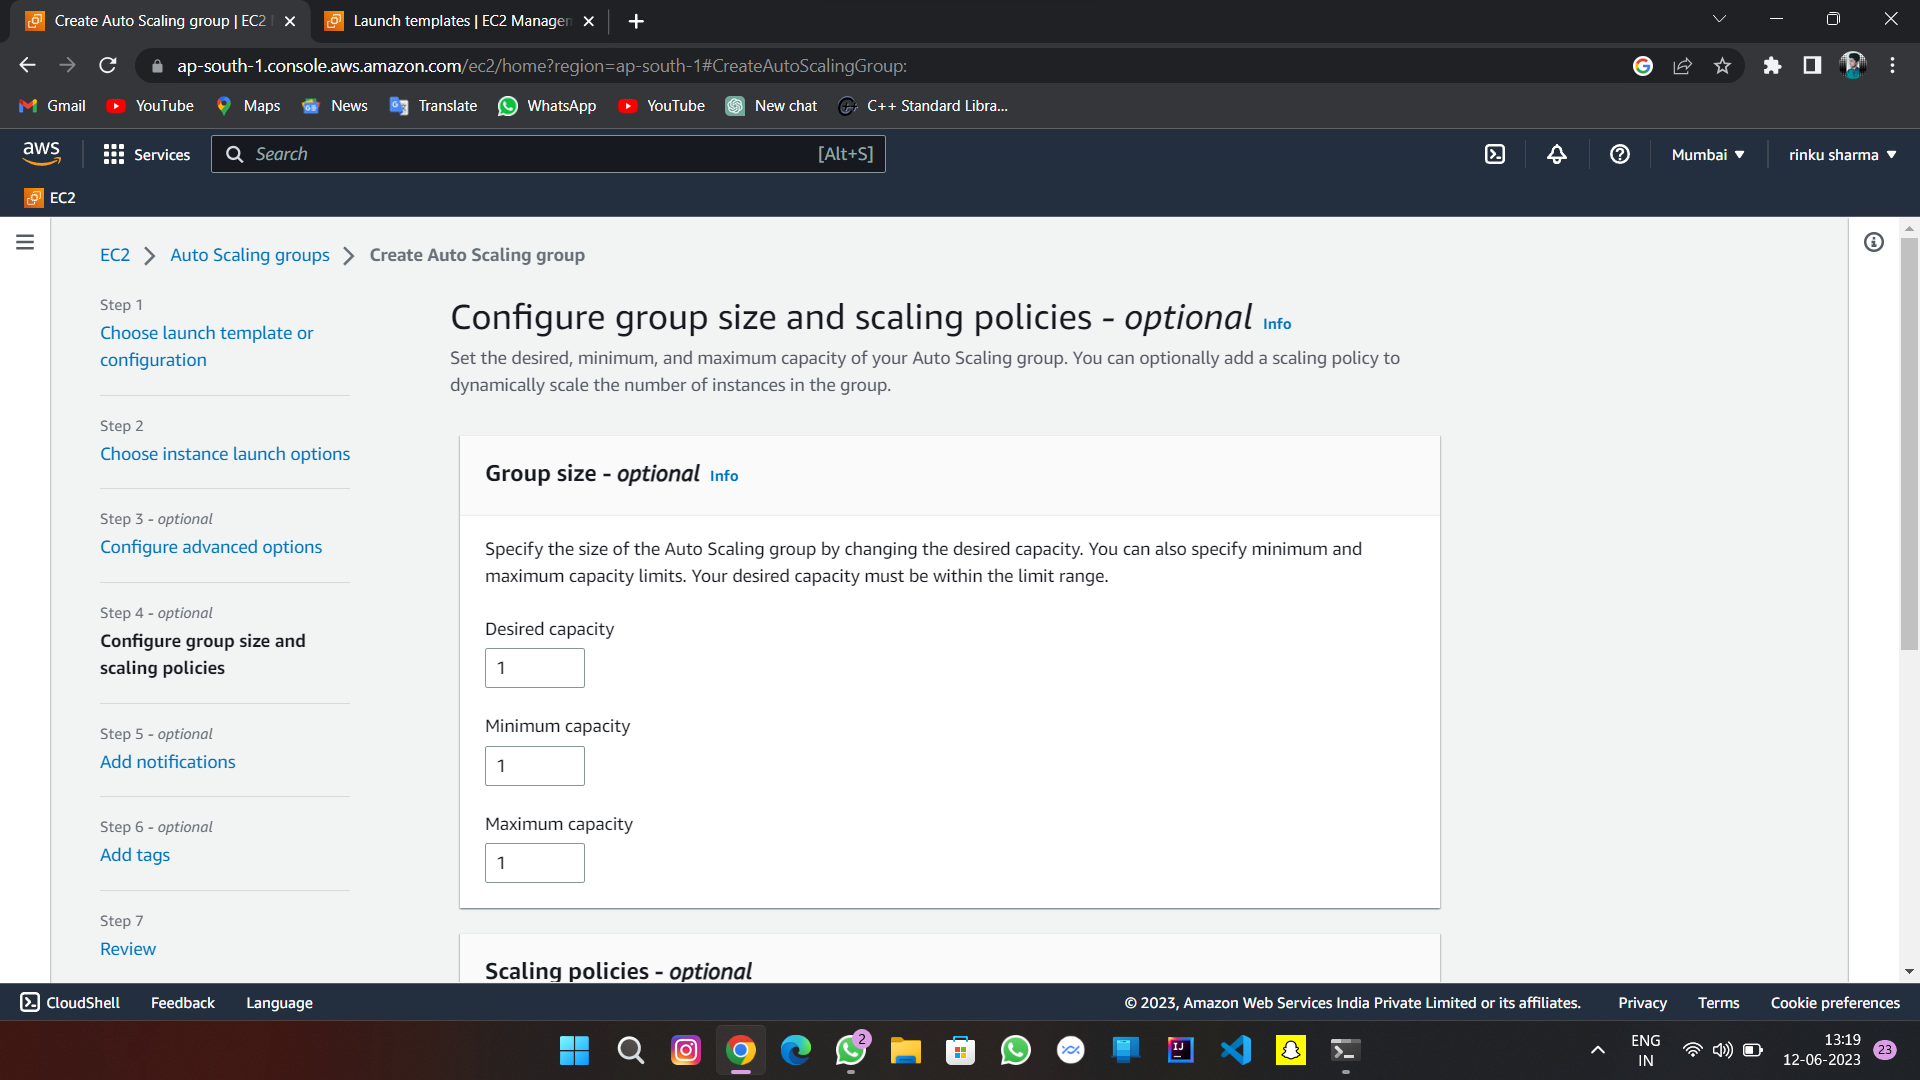 Create Auto Scaling group | EC2
Launch templates | EC2 Managem
ap-south-1.console.aws.amazon.com/ec2/home?region=ap-south-1#CreateAutoScalingGroup:
Gmail YouTube Maps News Translate WhatsApp YouTube New chat C++ Standard Libra...
aws Services Search [Alt+S] Mumbai rinku sharma
EC2
EC2 Auto Scaling groups Create Auto Scaling group
Step 1
Choose launch template or
configuration
Step 2
Choose instance launch options
Step 3 - optional
Configure advanced options
Step 4 - optional
Configure group size and
scaling policies
Step 5 - optional
Add notifications
Step 6 - optional
Add tags
Step 7
Review
Configure group size and scaling policies - optional Info
Set the desired, minimum, and maximum capacity of your Auto Scaling group. You can optionally add a scaling policy to
dynamically scale the number of instances in the group.
Group size - optional Info
Specify the size of the Auto Scaling group by changing the desired capacity. You can also specify minimum and
maximum capacity limits. Your desired capacity must be within the limit range.
Desired capacity
1
Minimum capacity
1
Maximum capacity
1
Scaling policies - optional
CloudShell Feedback Language © 2023, Amazon Web Services India Private Limited or its affiliates. Privacy Terms Cookie preferences
2
IJ
ENG
IN
13:19
12-06-2023
23